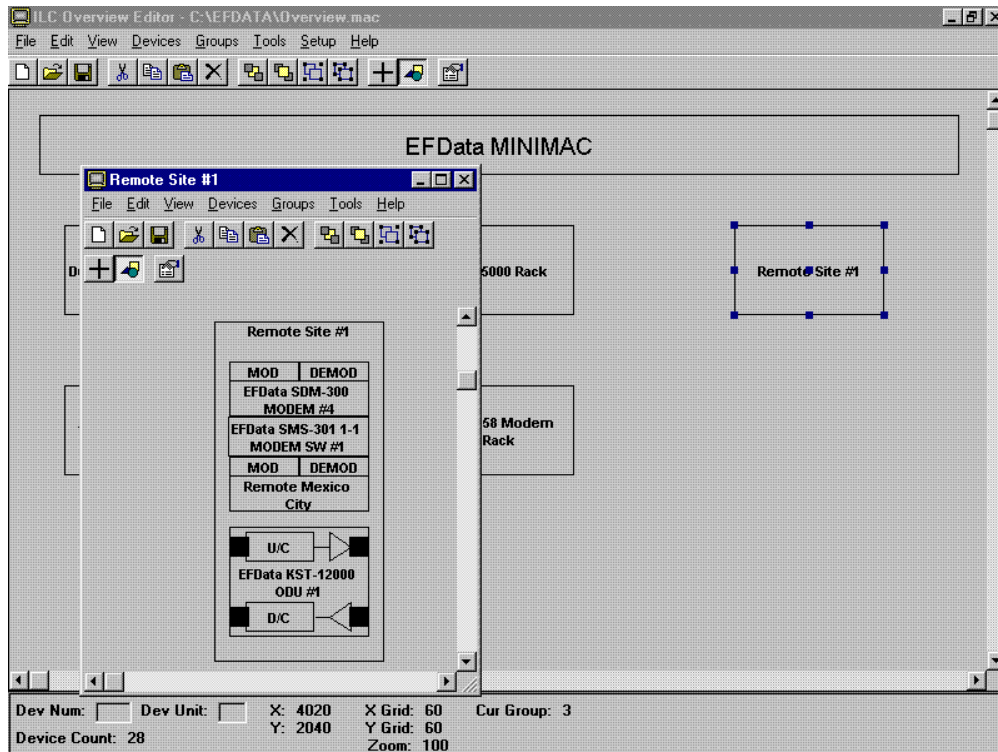 ILC Overview Editor - C:\EFDATA\Overview.mac
File Edit View Devices Groups Tools Setup Help
EFData MINIMAC
Remote Site #1
File Edit View Devices Groups Tools Help
5000 Rack
Remote Site #1
Remote Site #1
MOD DEMOD
EFData SDM-300
MODEM #4
EFData SMS-301 1-1
MODEM SW #1
MOD DEMOD
Remote Mexico
City
58 Modem
Rack
U/C
EFData KST-12000
ODU #1
D/C
Dev Num: Dev Unit: X: 4020 X Grid: 60 Cur Group: 3
Y: 2040 Y Grid: 60
Device Count: 28
Zoom: 100